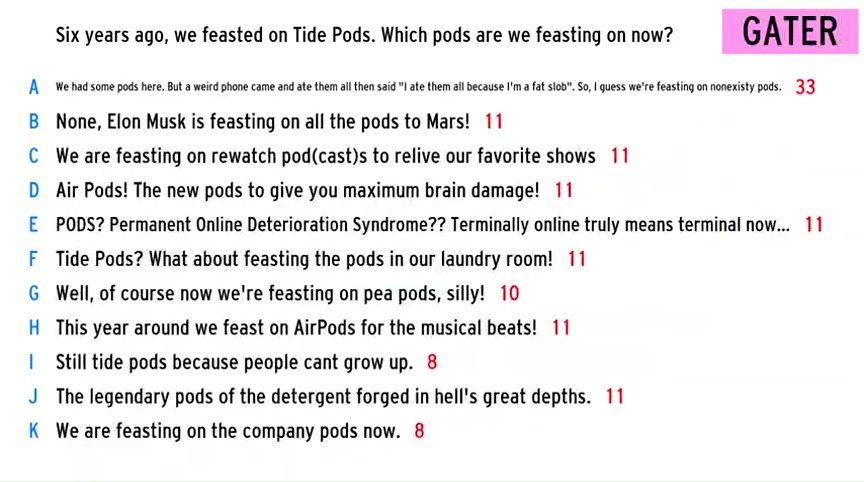 Six years ago, we feasted on Tide Pods. Which pods are we feasting on now?
GATER
A We had some pods here. But a weird phone came and ate them all then said "I ate them all because I'm a fat slob". So, I guess we're feasting on nonexisty pods. 33
B None, Elon Musk is feasting on all the pods to Mars! 11
C We are feasting on rewatch pod(cast)s to relive our favorite shows 11
D Air Pods! The new pods to give you maximum brain damage! 11
E PODS? Permanent Online Deterioration Syndrome?? Terminally online truly means terminal now... 11
F Tide Pods? What about feasting the pods in our laundry room! 11
G Well, of course now we're feasting on pea pods, silly! 10
H This year around we feast on AirPods for the musical beats! 11
I Still tide pods because people cant grow up. 8
J The legendary pods of the detergent forged in hell's great depths. 11
K We are feasting on the company pods now. 8